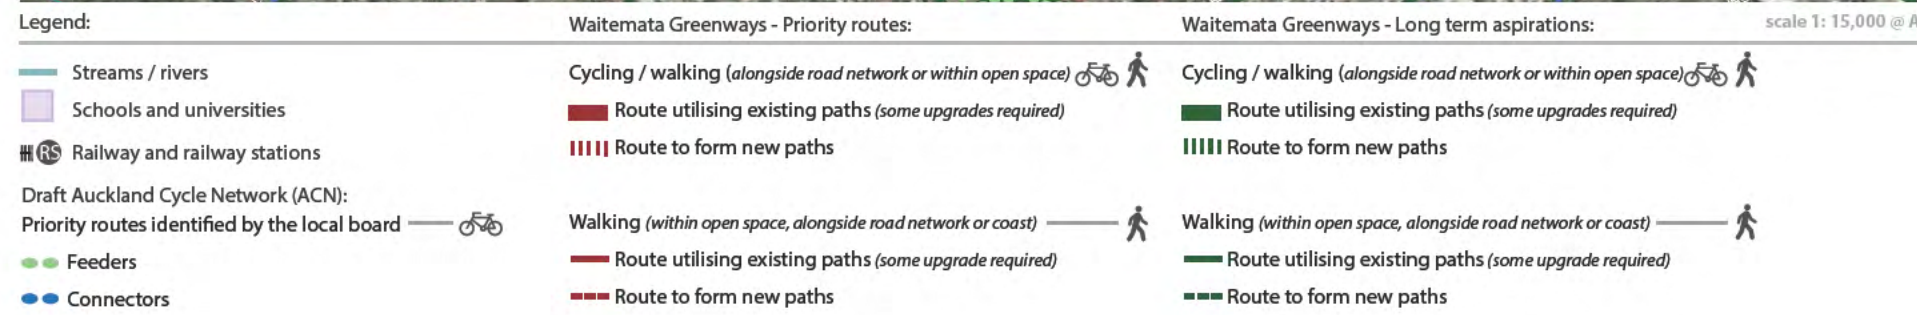 Legend:
Streams / rivers
Schools and universities
RS Railway and railway stations
Draft Auckland Cycle Network (ACN):
Priority routes identified by the local board
Feeders
Connectors
Waitemata Greenways - Priority routes:
Cycling / walking (alongside road network or within open space)
Route utilising existing paths (some upgrades required)
Route to form new paths
Walking (within open space, alongside road network or coast)
Route utilising existing paths (some upgrade required)
Route to form new paths
Waitemata Greenways - Long term aspirations:
Cycling / walking (alongside road network or within open space)
Route utilising existing paths (some upgrades required)
Route to form new paths
Walking (within open space, alongside road network or coast)
Route utilising existing paths (some upgrade required)
Route to form new paths
scale 1: 15,000 @ A